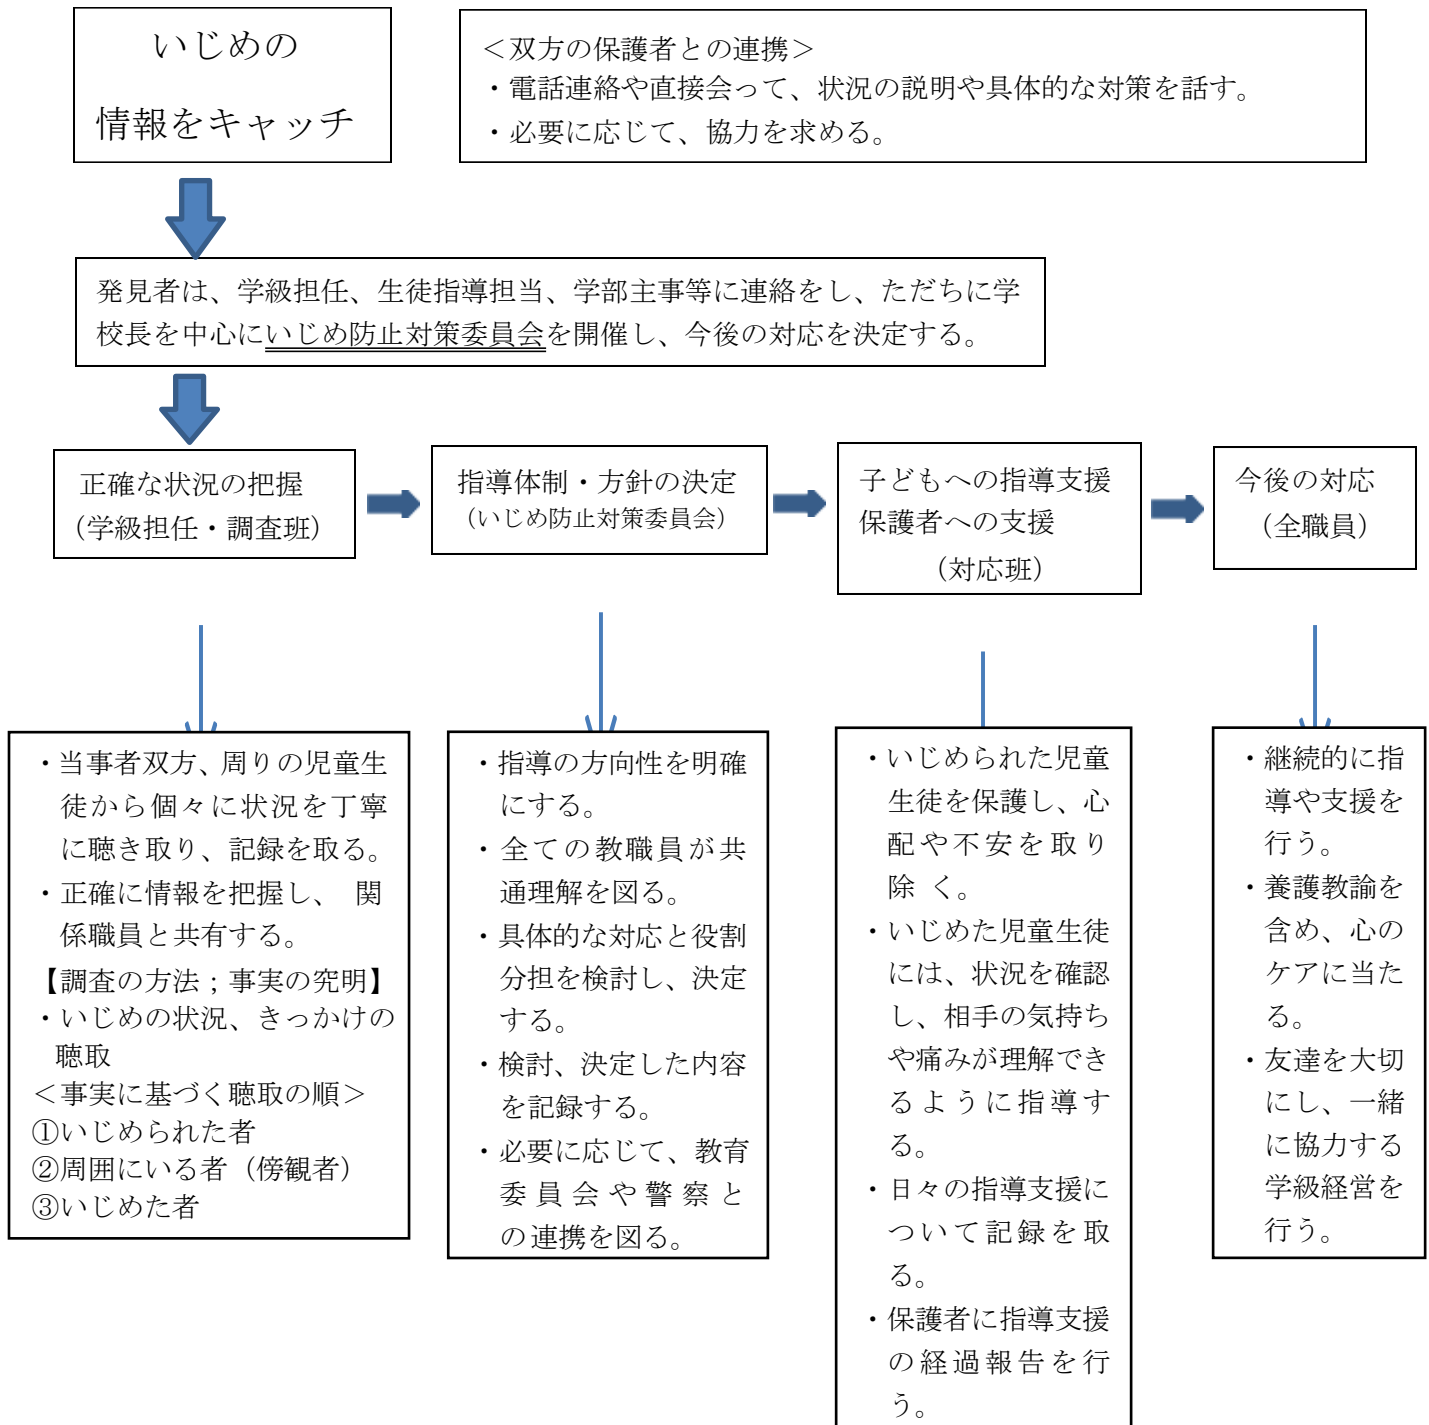 いじめの
情報をキャッチ
＜双方の保護者との連携＞
・電話連絡や直接会って、状況の説明や具体的な対策を話す。
・必要に応じて、協力を求める。
発見者は、学級担任、生徒指導担当、学部主事等に連絡をし、ただちに学
校長を中心にいじめ防止対策委員会を開催し、今後の対応を決定する。
正確な状況の把握
（学級担任・調査班）
指導体制・方針の決定
（いじめ防止対策委員会）
子どもへの指導支援
保護者への支援
（対応班）
今後の対応
（全職員）
・当事者双方、周りの児童生
徒から個々に状況を丁寧
に聴き取り、記録を取る。
・正確に情報を把握し、 関
係職員と共有する。
【調査の方法；事実の究明】
・いじめの状況、きっかけの
聴取
＜事実に基づく聴取の順＞
①いじめられた者
②周囲にいる者（傍観者）
③いじめた者
・指導の方向性を明確
にする。
・全ての教職員が共
通理解を図る。
・具体的な対応と役割
分担を検討し、決定
する。
・検討、決定した内容
を記録する。
・必要に応じて、教育
委員会や警察と
の連携を図る。
・いじめられた児童
生徒を保護し、心
配や不安を取り
除 く。
・いじめた児童生徒
には、状況を確認
し、相手の気持ち
や痛みが理解でき
るように指導す
る。
・日々の指導支援に
ついて記録を取
る。
・保護者に指導支援
の経過報告を行
う。
・継続的に指
導や支援を
行う。
・養護教諭を
含め、心の
ケアに当た
る。
・友達を大切
にし、一緒
に協力する
学級経営を
行う。